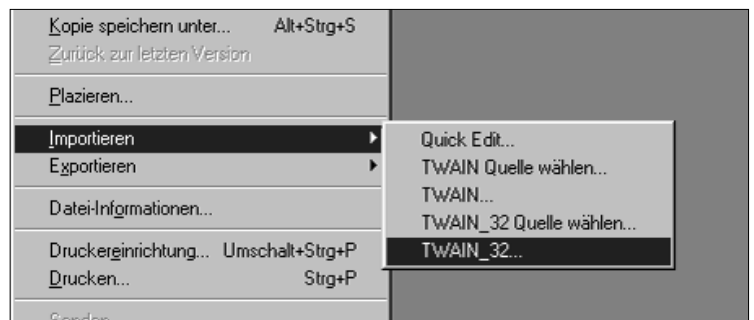 Kopie speichern unter... Alt+Strg+S
Zurück zur letzten Version
Plazieren...
Importieren
Exportieren
Datei-Informationen...
Druckereinrichtung... Umschalt+Strg+P
Drucken... Strg+P
Senden...
Quick Edit...
TWAIN Quelle wählen...
TWAIN...
TWAIN_32 Quelle wählen...
TWAIN_32...